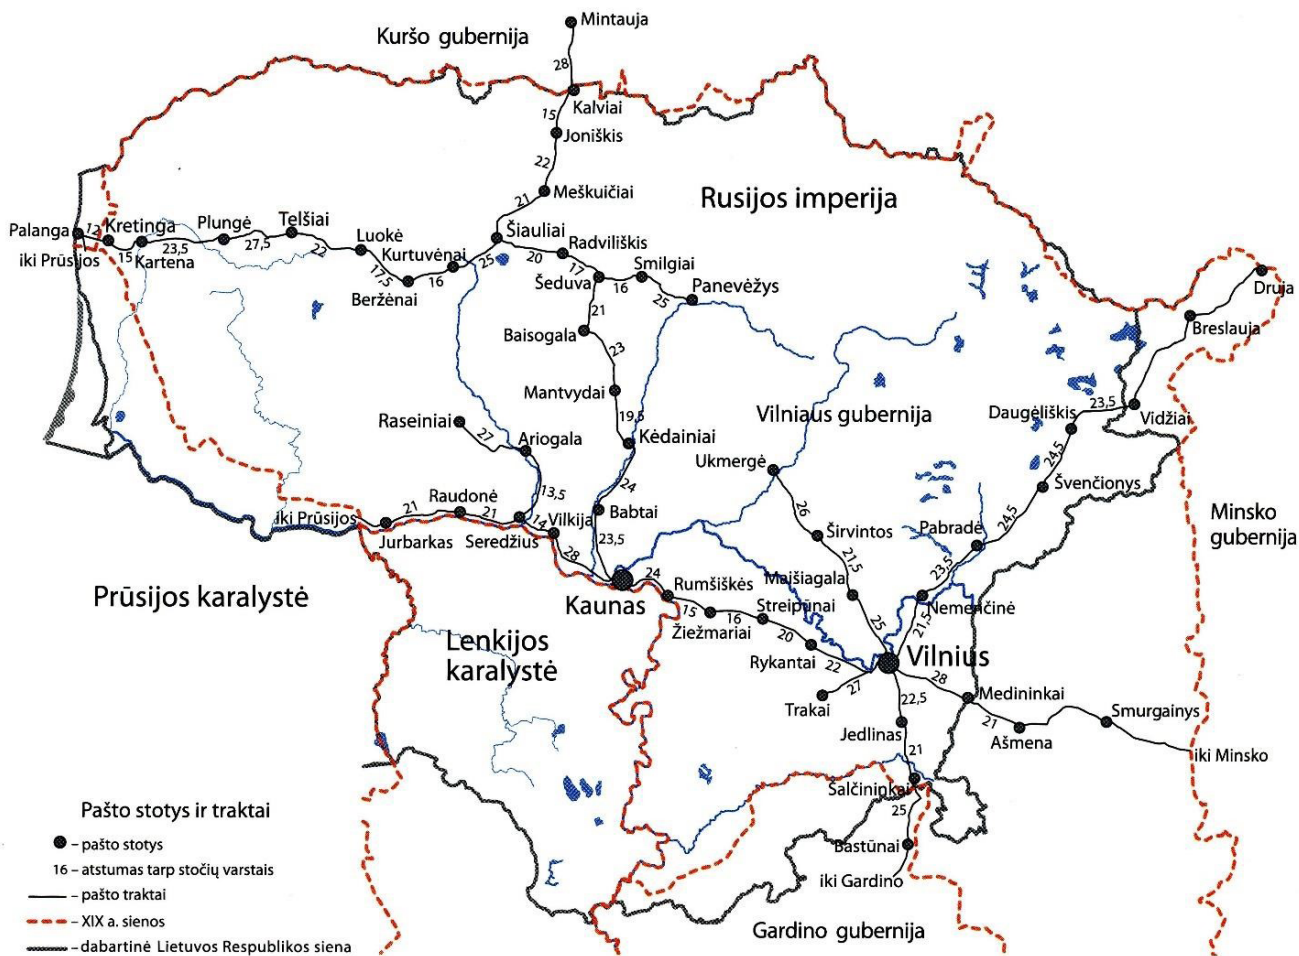 Mintauja
Kuršo gubernija
28
Kalviai
15
Joniškis
22
Meškuičiai
21
Rusijos imperija
Palanga
12
Kretinga
Plungė
Telšiai
Šiauliai
Luokė
Radviliškis
iki Prūsijos
15
Kartena
23,5
27,5
22
Kurtuvėnai
25
20
17
Smilgiai
17,5
16
Beržėnai
Šeduva
16
25
Panevėžys
Druja
21
Baisogala
Breslauja
23
Mantvydai
19,5
Raseiniai
27
Ariogala
Kėdainiai
Vilniaus gubernija
Daugėliškis
23,5
Vidžiai
Ukmergė
24,5
24
26
Švenčionys
13,5
Raudonė
iki Prūsijos
21
21
14
Vilkija
Babtai
Širvintos
Pabradė
24,5
Minsko
gubernija
Jurbarkas
Seredžius
23,5
28
21,5
23,5
Maišiagala
24
Rumšiškės
Prūsijos karalystė
Kaunas
15
Streipūnai
16
Nemenčinė
Žiežmariai
25
21,5
20
Lenkijos
karalystė
Rykantai
22
Vilnius
27
28
Medininkai
Trakai
22,5
Smurgainys
Jedlinas
21
Ašmena
21
iki Minsko
Šalčininkai
25
Bastūnai
iki Gardino
Gardino gubernija
Pašto stotys ir traktai
– pašto stotys
16 – atstumas tarp stočių varstais
– pašto traktai
– XIX a. sienos
– dabartinė Lietuvos Respublikos siena